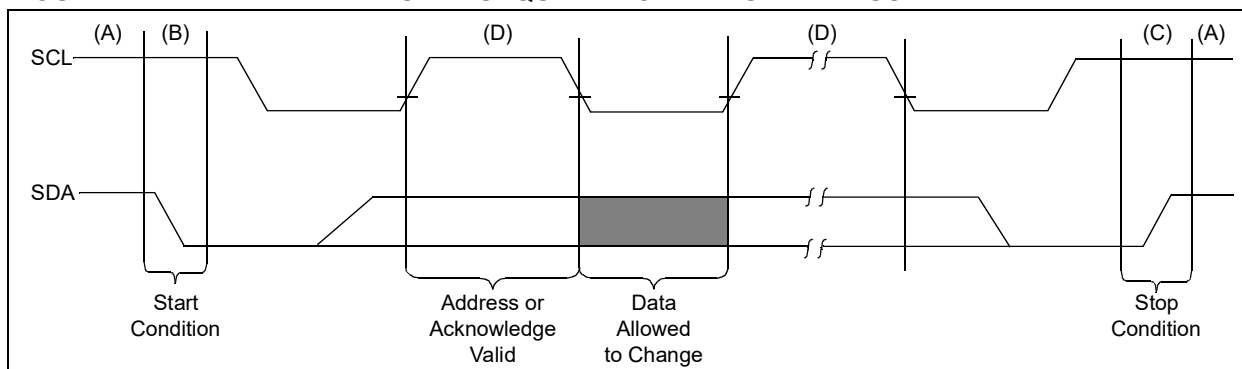 (A) (B) (D) (D) (C) (A)
SCL
SDA
Start
Condition
Address or
Acknowledge
Valid
Data
Allowed
to Change
Stop
Condition